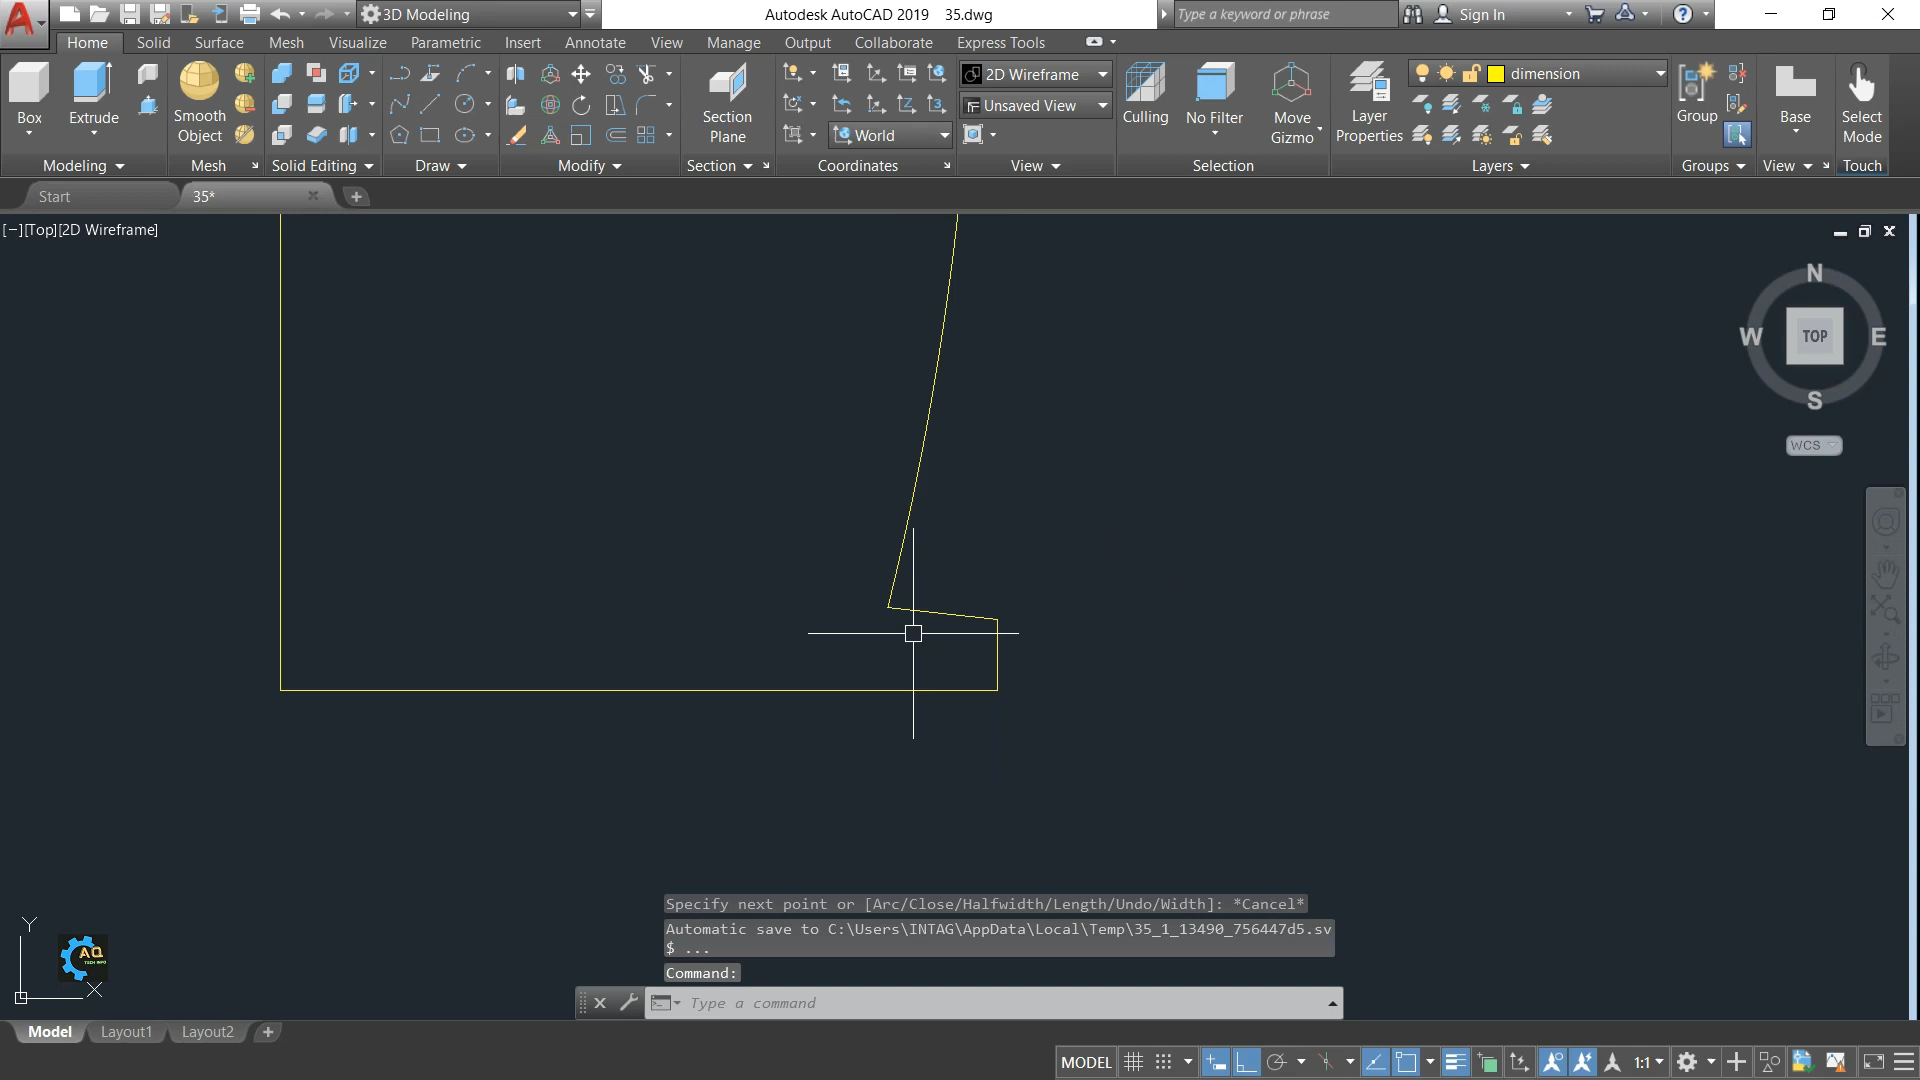 3D Modeling
Autodesk AutoCAD 2019 35.dwg
Type a keyword or phrase
Sign In
Home Solid Surface Mesh Visualize Parametric Insert Annotate View Manage Output Collaborate Express Tools
Box
Extrude
Smooth
Object
Section
Plane
2D Wireframe
Unsaved View
World
Culling
No Filter
Move
Gizmo
Layer
Properties
dimension
Group
Base
Select
Mode
Modeling Mesh Solid Editing Draw Modify Section Coordinates View Selection Layers Groups View Touch
Start 35*
[−][Top][2D Wireframe]
N
W TOP E
S
WCS
Y
X
AQ
TECH INFO
Specify next point or [Arc/Close/Halfwidth/Length/Undo/Width]: *Cancel*
Automatic save to C:\Users\INTAG\AppData\Local\Temp\35_1_13490_756447d5.sv
$ ...
Command:
Type a command
Model Layout1 Layout2
MODEL 1:1